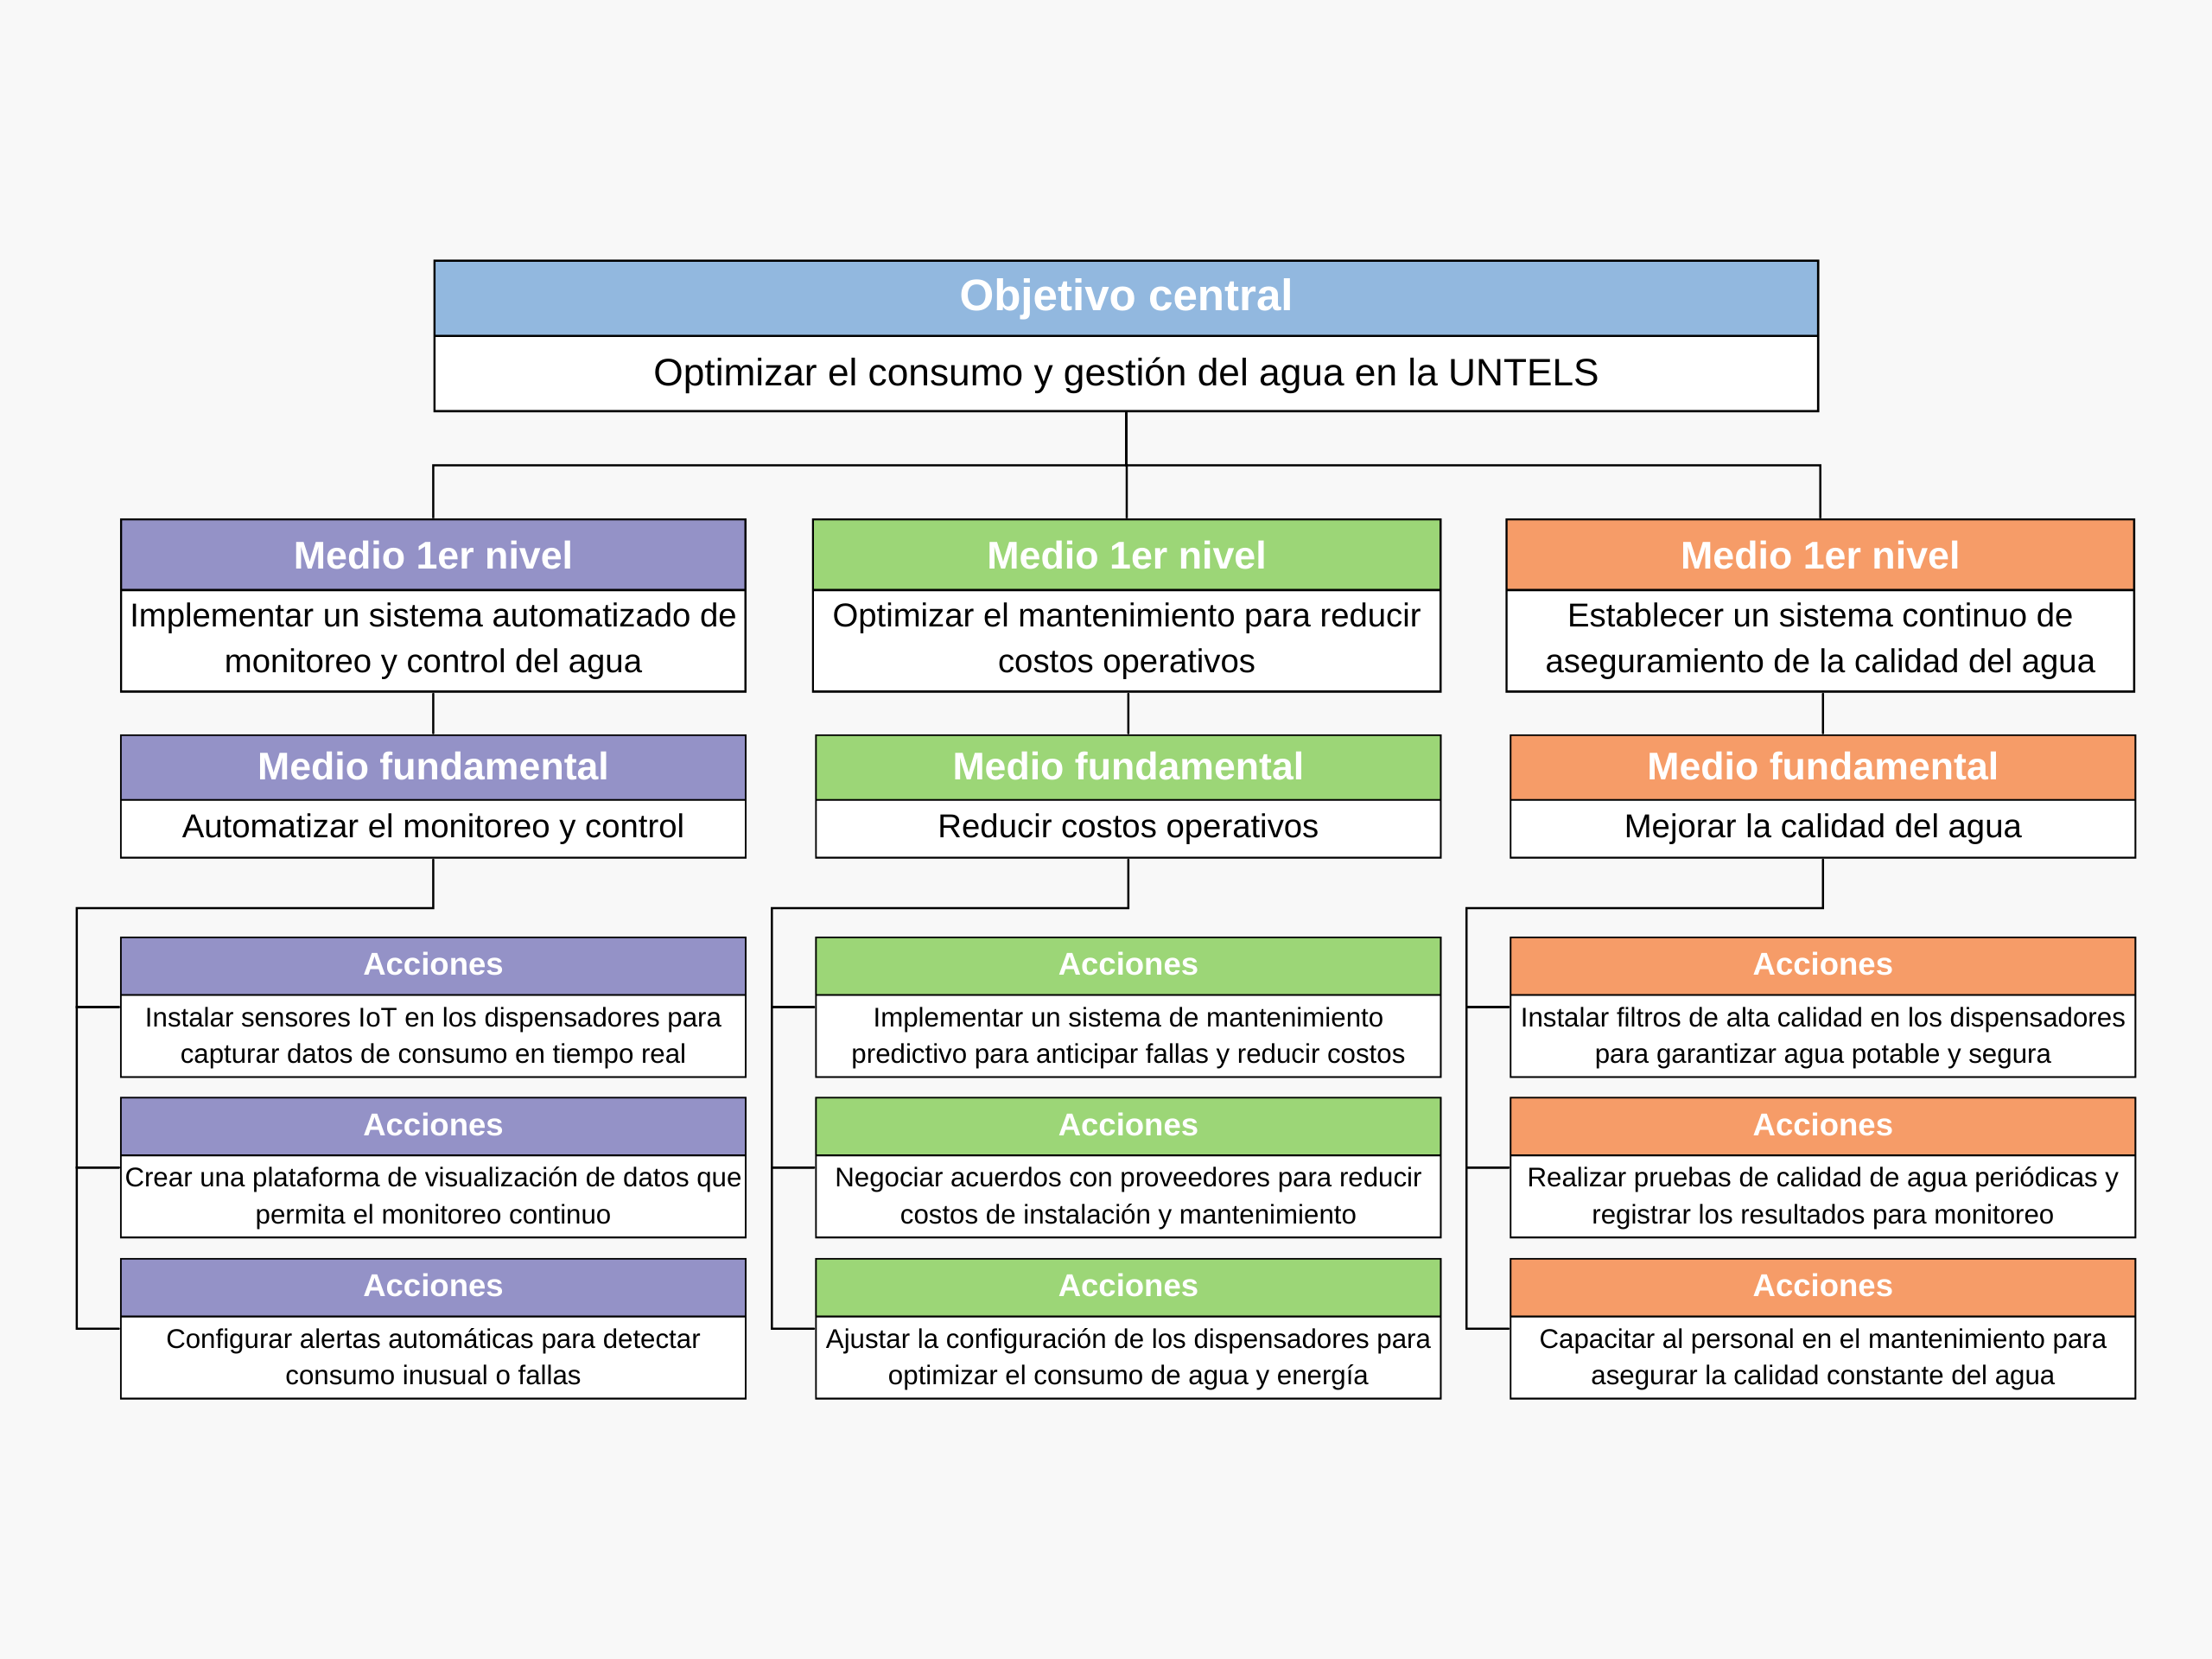 Objetivo central
Optimizar el consumo y gestión del agua en la UNTELS
Medio 1er nivel
Implementar un sistema automatizado de
monitoreo y control del agua
Medio 1er nivel
Optimizar el mantenimiento para reducir
costos operativos
Medio 1er nivel
Establecer un sistema continuo de
aseguramiento de la calidad del agua
Medio fundamental
Automatizar el monitoreo y control
Medio fundamental
Reducir costos operativos
Medio fundamental
Mejorar la calidad del agua
Acciones
Instalar sensores IoT en los dispensadores para
capturar datos de consumo en tiempo real
Acciones
Crear una plataforma de visualización de datos que
permita el monitoreo continuo
Acciones
Configurar alertas automáticas para detectar
consumo inusual o fallas
Acciones
Implementar un sistema de mantenimiento
predictivo para anticipar fallas y reducir costos
Acciones
Negociar acuerdos con proveedores para reducir
costos de instalación y mantenimiento
Acciones
Ajustar la configuración de los dispensadores para
optimizar el consumo de agua y energía
Acciones
Instalar filtros de alta calidad en los dispensadores
para garantizar agua potable y segura
Acciones
Realizar pruebas de calidad de agua periódicas y
registrar los resultados para monitoreo
Acciones
Capacitar al personal en el mantenimiento para
asegurar la calidad constante del agua